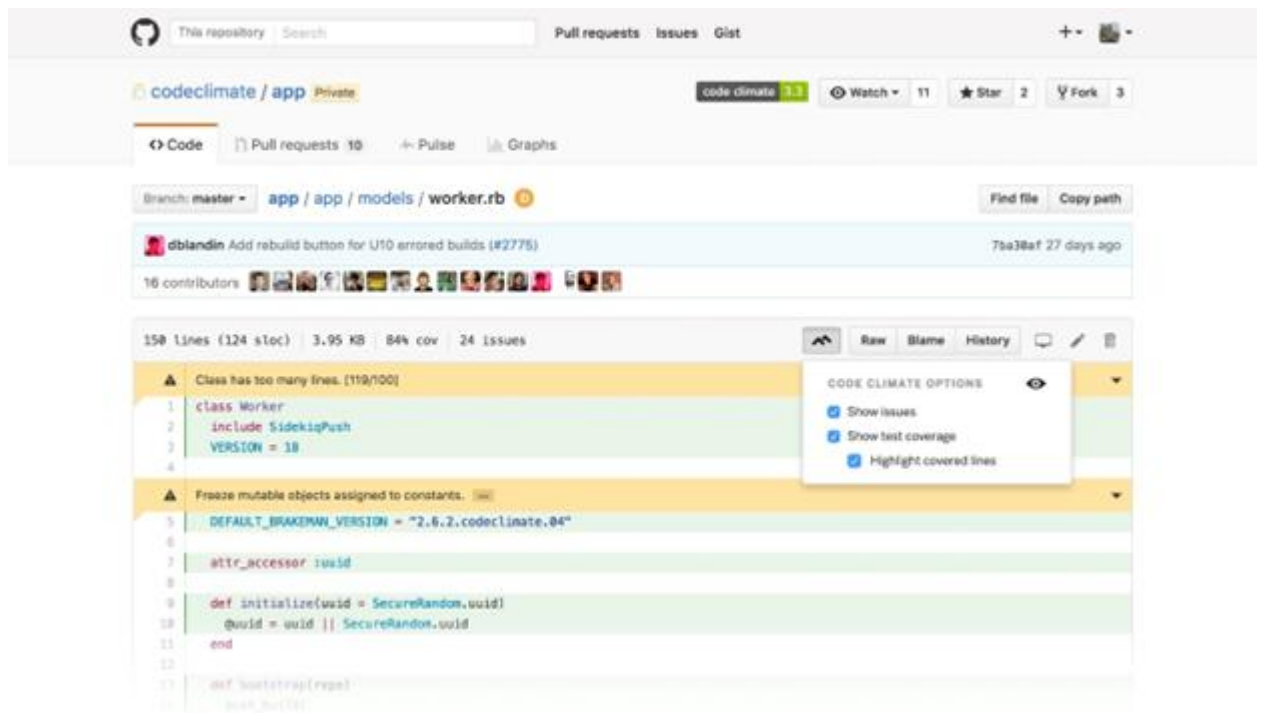 This repository Search Pull requests Issues Gist
codeclimate / app Private code climate 3.3 Watch 11 Star 2 Fork 3
<> Code Pull requests 10 Pulse Graphs
Branch: master app / app / models / worker.rb D Find file Copy path
dblandin Add rebuild button for U10 errored builds (#2775) 7ba30af 27 days ago
16 contributors
150 lines (124 sloc) 3.95 KB 84% cov 24 issues Raw Blame History
Class has too many lines. [119/100]
CODE CLIMATE OPTIONS
Show issues
Show test coverage
Highlight covered lines
1 class Worker
2 include SidekiqPush
3 VERSION = 18
4
Freeze mutable objects assigned to constants.
5 DEFAULT_BRAKEMAN_VERSION = "2.6.2.codeclimate.04"
6
7 attr_accessor :uuid
8
9 def initialize(uuid = SecureRandom.uuid)
10 @uuid = uuid || SecureRandom.uuid
11 end
12
13 def bootstrap(repo)